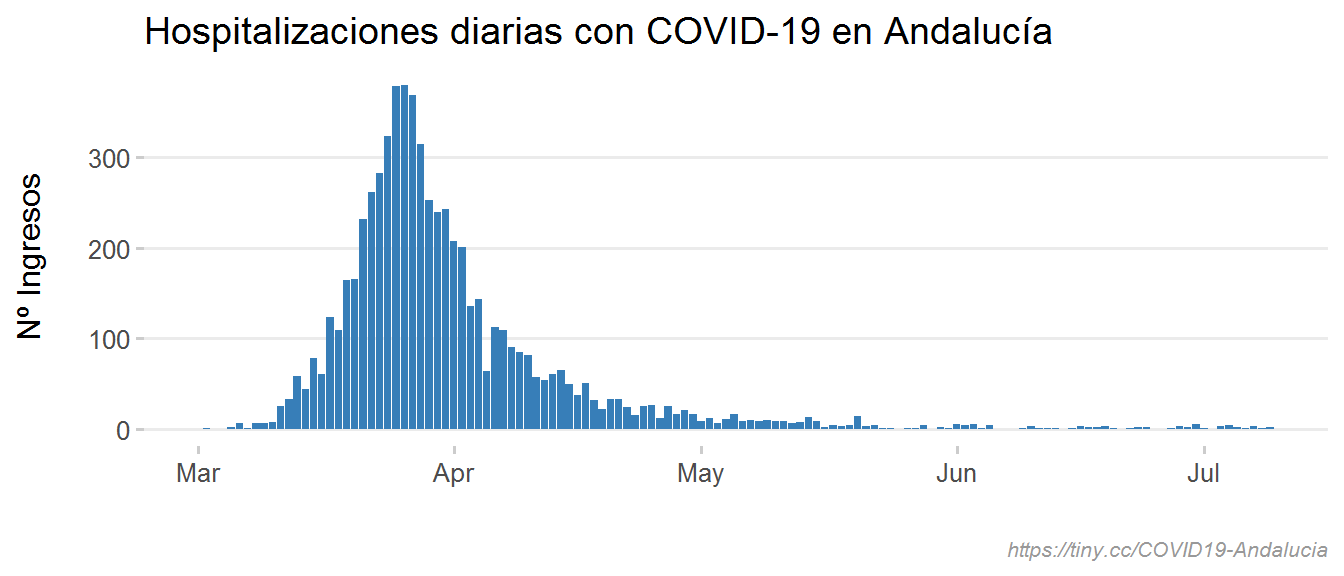 Hospitalizaciones diarias con COVID-19 en Andalucía
Nº Ingresos
300
200
100
0
Mar Apr May Jun Jul
https://tiny.cc/COVID19-Andalucia